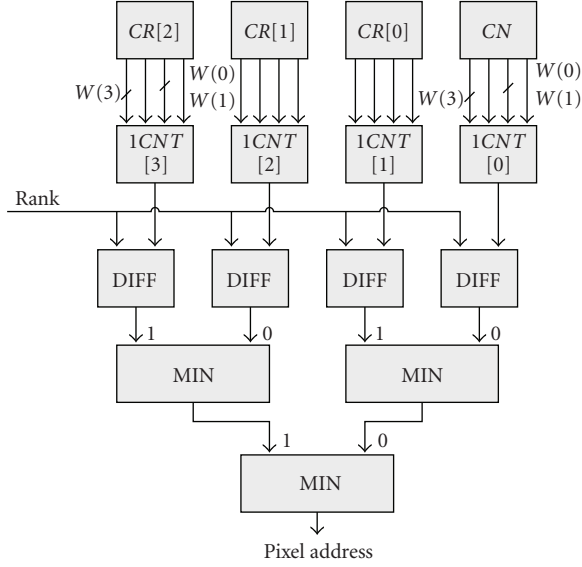 CR[2] CR[1] CR[0] CN
W(3) W(0) W(3) W(0)
W(1) W(1)
1CNT 1CNT 1CNT 1CNT
[3] [2] [1] [0]
Rank
DIFF DIFF DIFF DIFF
1 0 1 0
MIN MIN
1 0
MIN
Pixel address